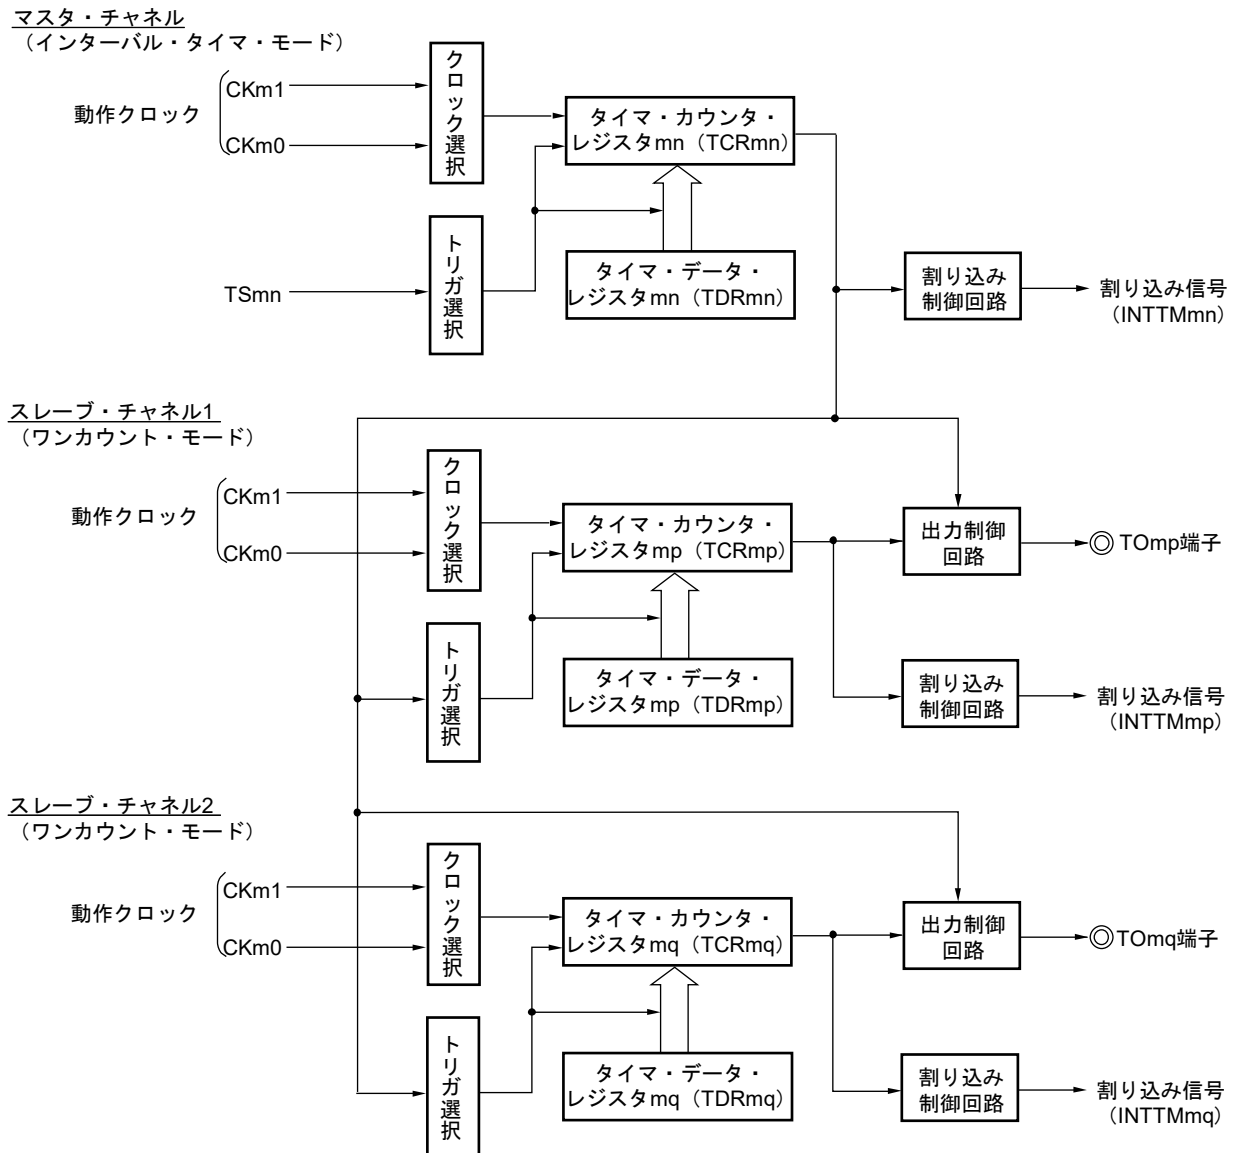 マスタ・チャネル
（インターバル・タイマ・モード）
動作クロック
CKm1
CKm0
クロック選択
タイマ・カウンタ・
レジスタmn（TCRmn）
TSmn
トリガ選択
タイマ・データ・
レジスタmn（TDRmn）
割り込み
制御回路
割り込み信号
（INTTMmn）
スレーブ・チャネル1
（ワンカウント・モード）
動作クロック
CKm1
CKm0
クロック選択
タイマ・カウンタ・
レジスタmp（TCRmp）
出力制御
回路
TOmp端子
トリガ選択
タイマ・データ・
レジスタmp（TDRmp）
割り込み
制御回路
割り込み信号
（INTTMmp）
スレーブ・チャネル2
（ワンカウント・モード）
動作クロック
CKm1
CKm0
クロック選択
タイマ・カウンタ・
レジスタmq（TCRmq）
出力制御
回路
TOmq端子
トリガ選択
タイマ・データ・
レジスタmq（TDRmq）
割り込み
制御回路
割り込み信号
（INTTMmq）